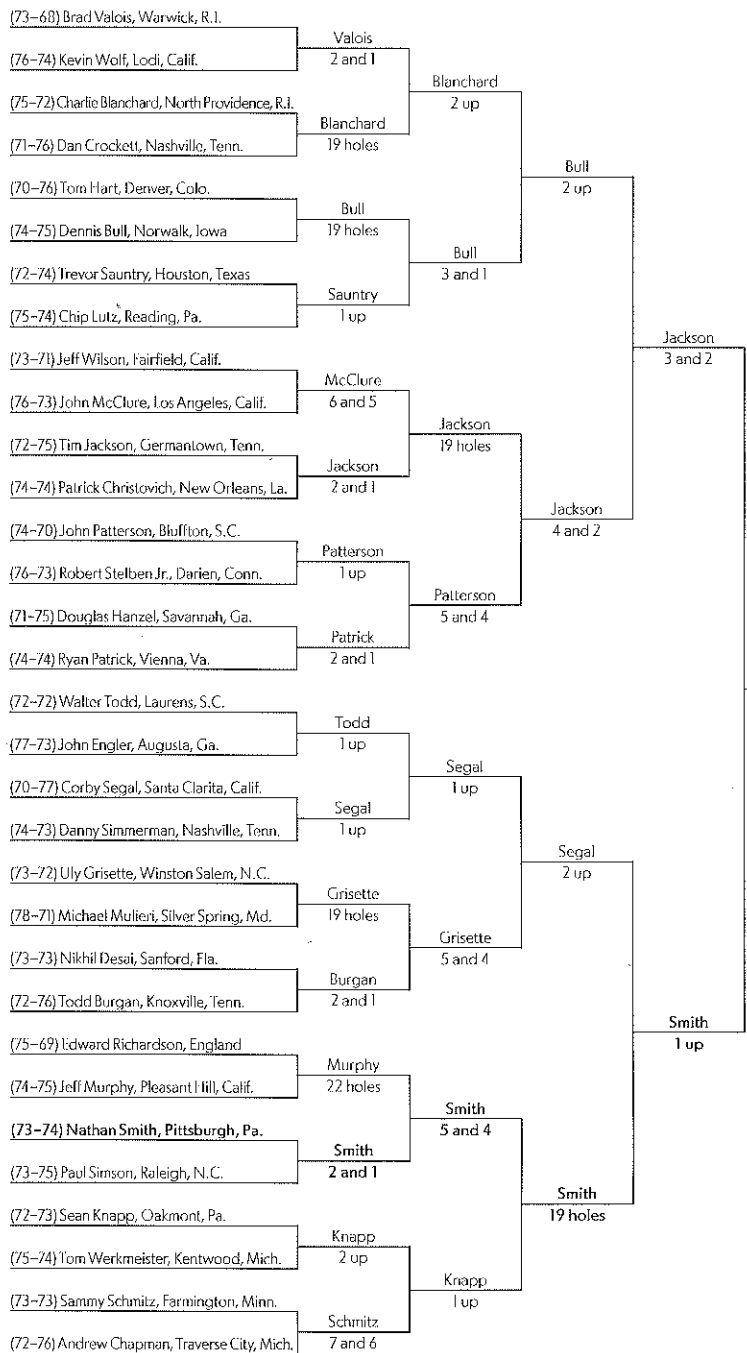 (73–68) Brad Valois, Warwick, R.I.
(76–74) Kevin Wolf, Lodi, Calif.
(75–72) Charlie Blanchard, North Providence, R.I.
(71–76) Dan Crockett, Nashville, Tenn.
(70–76) Tom Hart, Denver, Colo.
(74–75) Dennis Bull, Norwalk, Iowa
(72–74) Trevor Sauntry, Houston, Texas
(75–74) Chip Lutz, Reading, Pa.
(73–71) Jeff Wilson, Fairfield, Calif.
(76–73) John McClure, Los Angeles, Calif.
(72–75) Tim Jackson, Germantown, Tenn.
(74–74) Patrick Christovich, New Orleans, La.
(74–70) John Patterson, Bluffton, S.C.
(76–73) Robert Stelben Jr., Darien, Conn.
(71–75) Douglas Hanzel, Savannah, Ga.
(74–74) Ryan Patrick, Vienna, Va.
(72–72) Walter Todd, Laurens, S.C.
(77–73) John Engler, Augusta, Ga.
(70–77) Corby Segal, Santa Clarita, Calif.
(74–73) Danny Simmerman, Nashville, Tenn.
(73–72) Uly Grisette, Winston Salem, N.C.
(78–71) Michael Mulieri, Silver Spring, Md.
(73–73) Nikhil Desai, Sanford, Fla.
(72–76) Todd Burgan, Knoxville, Tenn.
(75–69) Edward Richardson, England
(74–75) Jeff Murphy, Pleasant Hill, Calif.
(73–74) Nathan Smith, Pittsburgh, Pa.
(73–75) Paul Simson, Raleigh, N.C.
(72–73) Sean Knapp, Oakmont, Pa.
(75–74) Tom Werkmeister, Kentwood, Mich.
(73–73) Sammy Schmitz, Farmington, Minn.
(72–76) Andrew Chapman, Traverse City, Mich.
Valois
2 and 1
Blanchard
19 holes
Bull
19 holes
Sauntry
1 up
McClure
6 and 5
Jackson
2 and 1
Patterson
1 up
Patrick
2 and 1
Todd
1 up
Segal
1 up
Grisette
19 holes
Burgan
2 and 1
Murphy
22 holes
Smith
2 and 1
Knapp
2 up
Schmitz
7 and 6
Blanchard
2 up
Bull
3 and 1
Jackson
19 holes
Patterson
5 and 4
Segal
1 up
Grisette
5 and 4
Smith
5 and 4
Knapp
1 up
Bull
2 up
Jackson
4 and 2
Segal
2 up
Smith
19 holes
Jackson
3 and 2
Smith
1 up